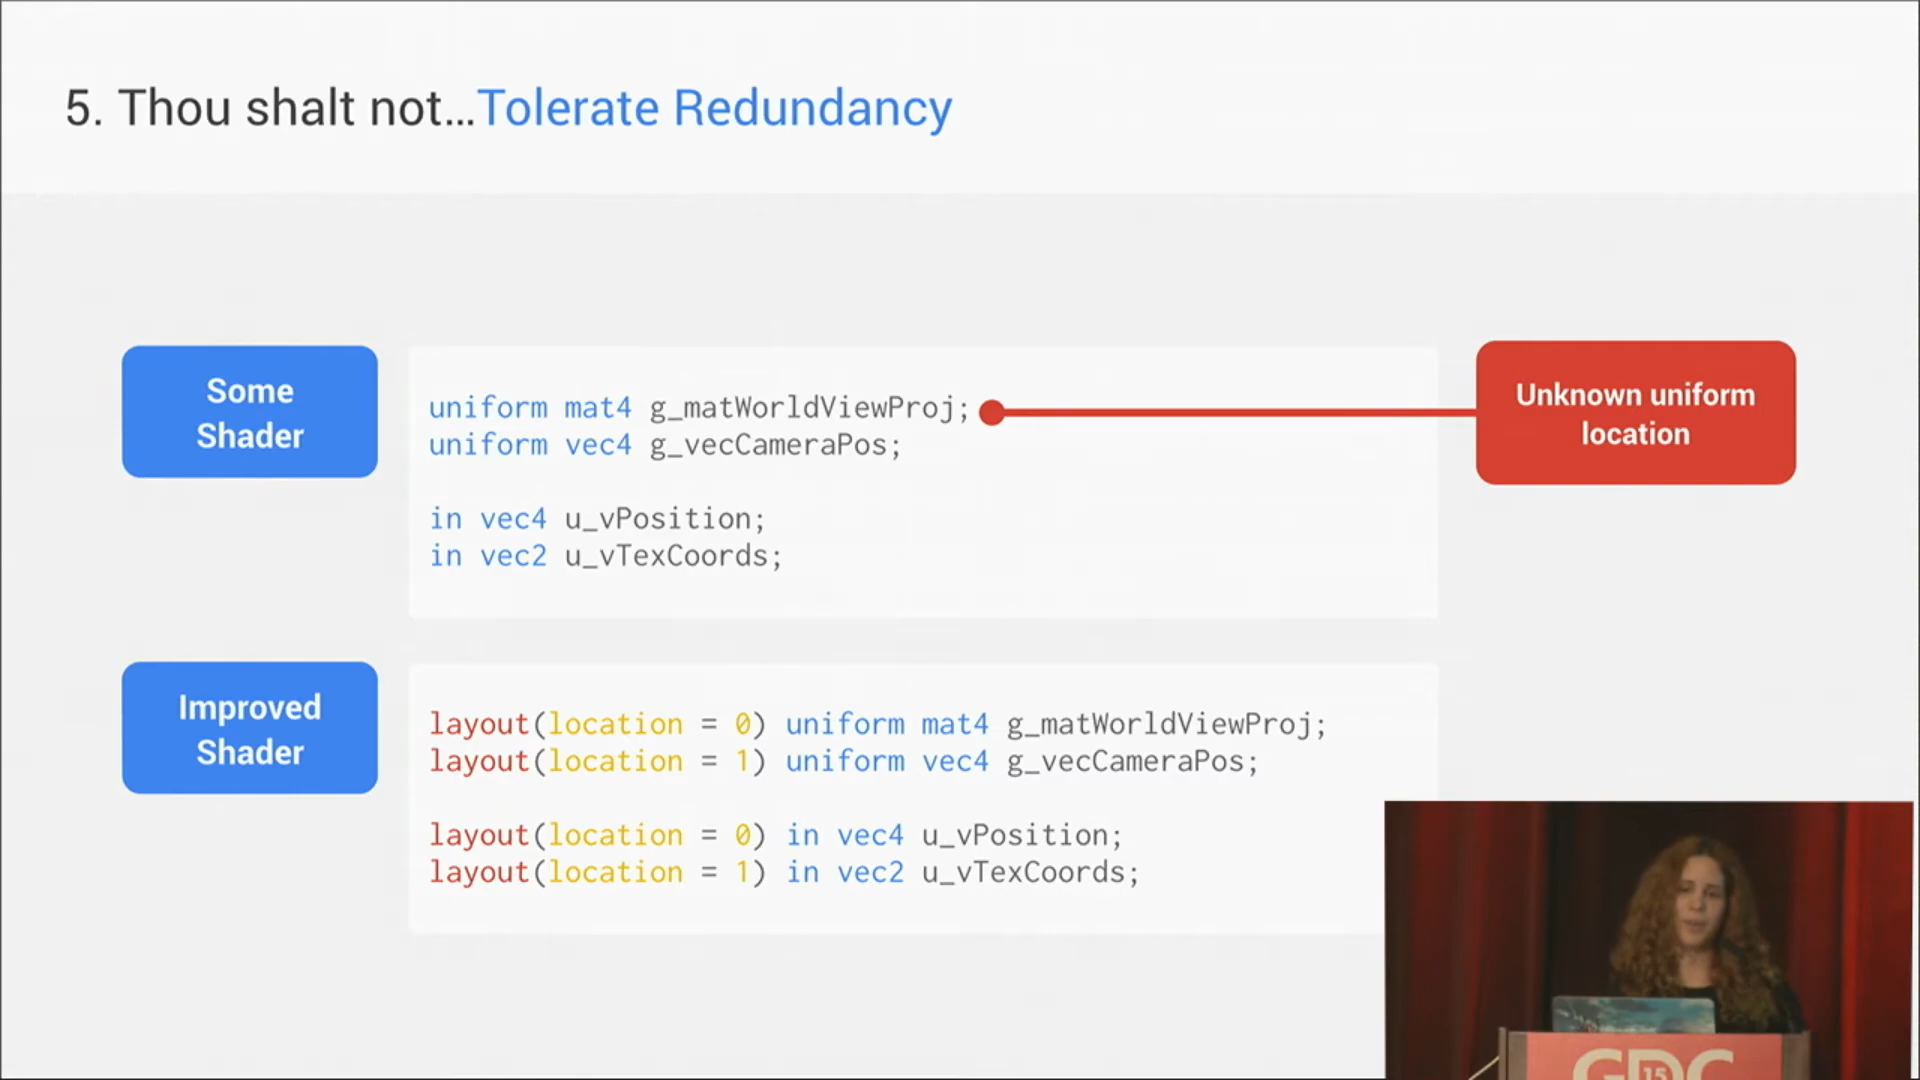 5. Thou shalt not...Tolerate Redundancy
Some
Shader
uniform mat4 g_matWorldViewProj;
uniform vec4 g_vecCameraPos;
in vec4 u_vPosition;
in vec2 u_vTexCoords;
Unknown uniform
location
Improved
Shader
layout(location = 0) uniform mat4 g_matWorldViewProj;
layout(location = 1) uniform vec4 g_vecCameraPos;
layout(location = 0) in vec4 u_vPosition;
layout(location = 1) in vec2 u_vTexCoords;
GDC
15